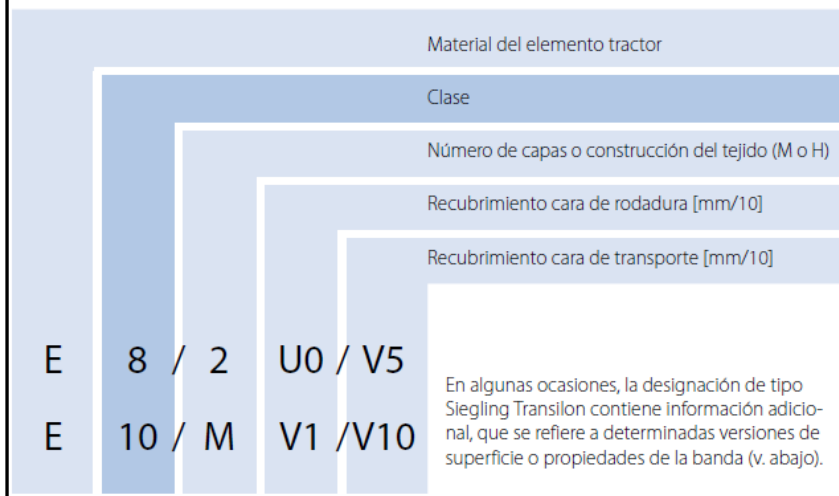 Material del elemento tractor
Clase
Número de capas o construcción del tejido (M o H)
Recubrimiento cara de rodadura [mm/10]
Recubrimiento cara de transporte [mm/10]
E 8 / 2 U0 / V5
E 10 / M V1 /V10
En algunas ocasiones, la designación de tipo
Siegling Transilon contiene información adicio-
nal, que se refiere a determinadas versiones de
superficie o propiedades de la banda (v. abajo).